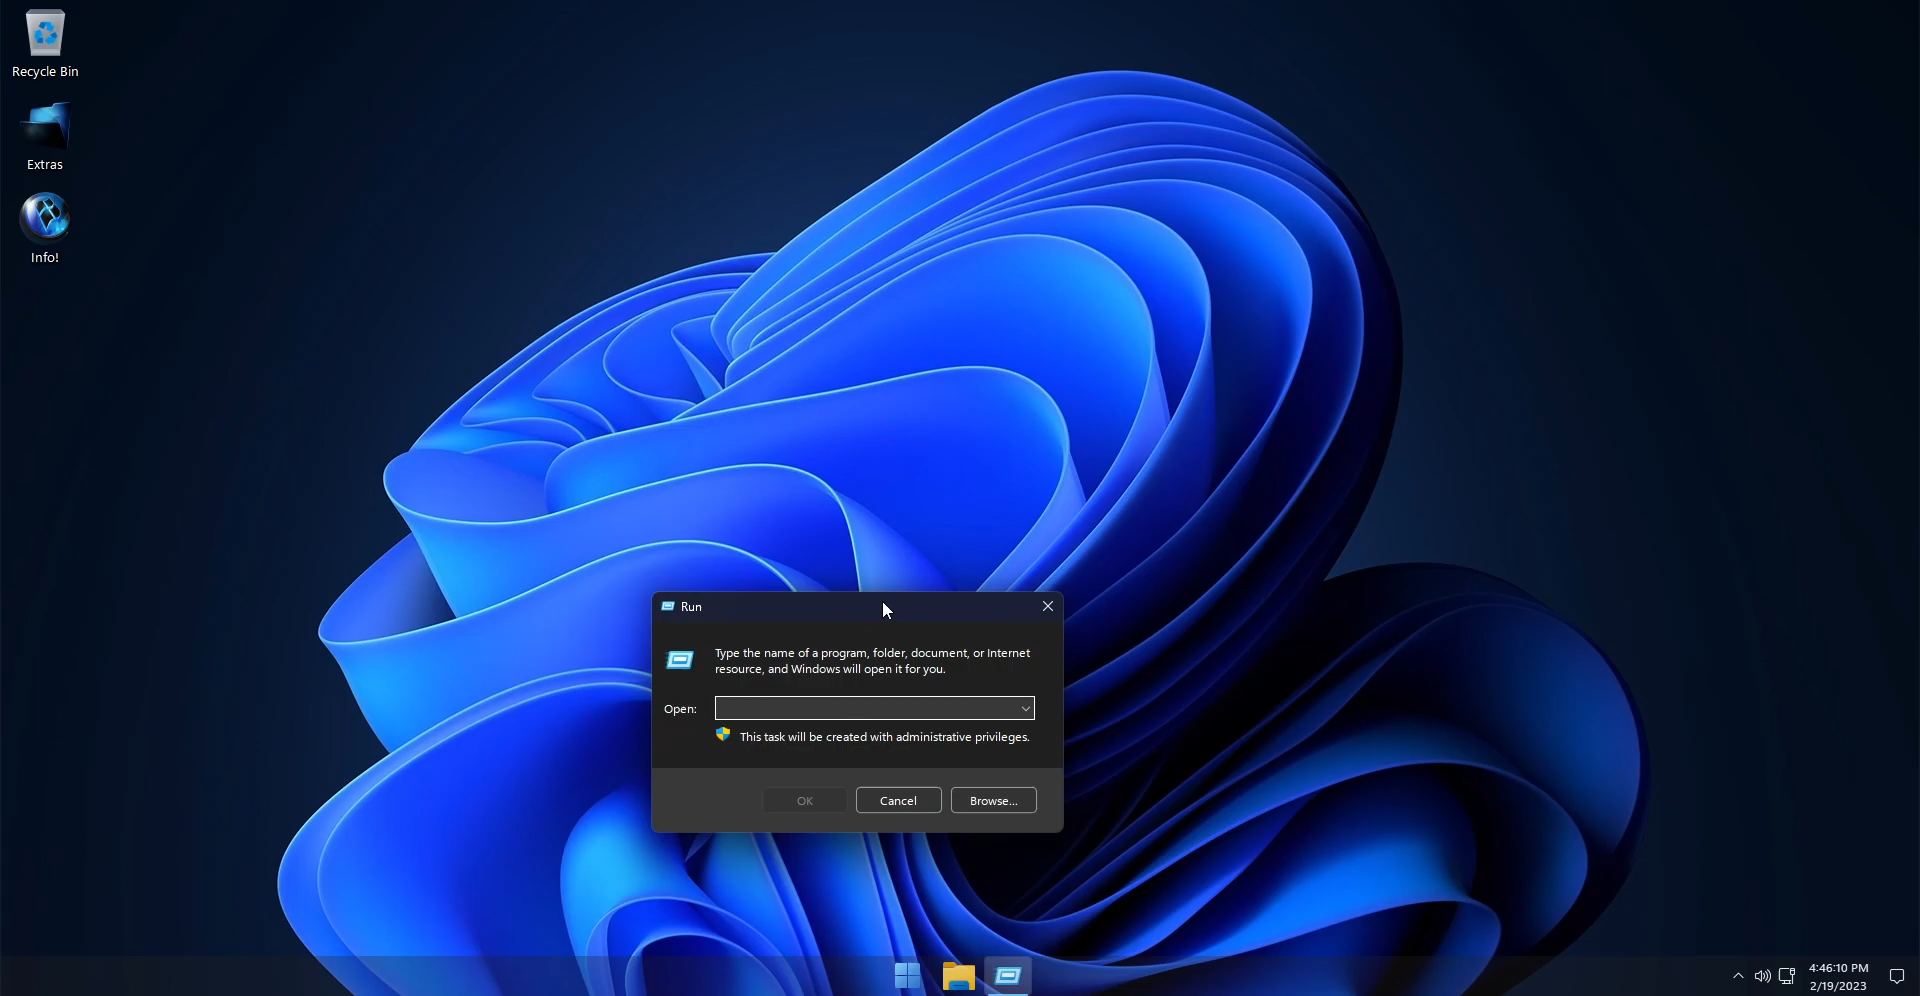 Recycle Bin
Extras
Info!
Run
Type the name of a program, folder, document, or Internet
resource, and Windows will open it for you.
Open:
This task will be created with administrative privileges.
OK
Cancel
Browse...
4:46:10 PM
2/19/2023